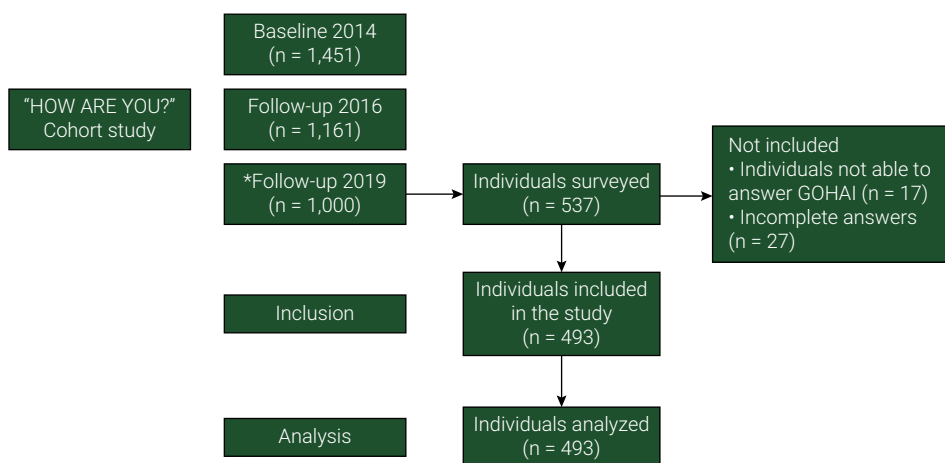 Baseline 2014
(n = 1,451)
“HOW ARE YOU?”
Cohort study
Follow-up 2016
(n = 1,161)
*Follow-up 2019
(n = 1,000)
Individuals surveyed
(n = 537)
Not included
• Individuals not able to
answer GOHAI (n = 17)
• Incomplete answers
(n = 27)
Inclusion
Individuals included
in the study
(n = 493)
Analysis
Individuals analyzed
(n = 493)